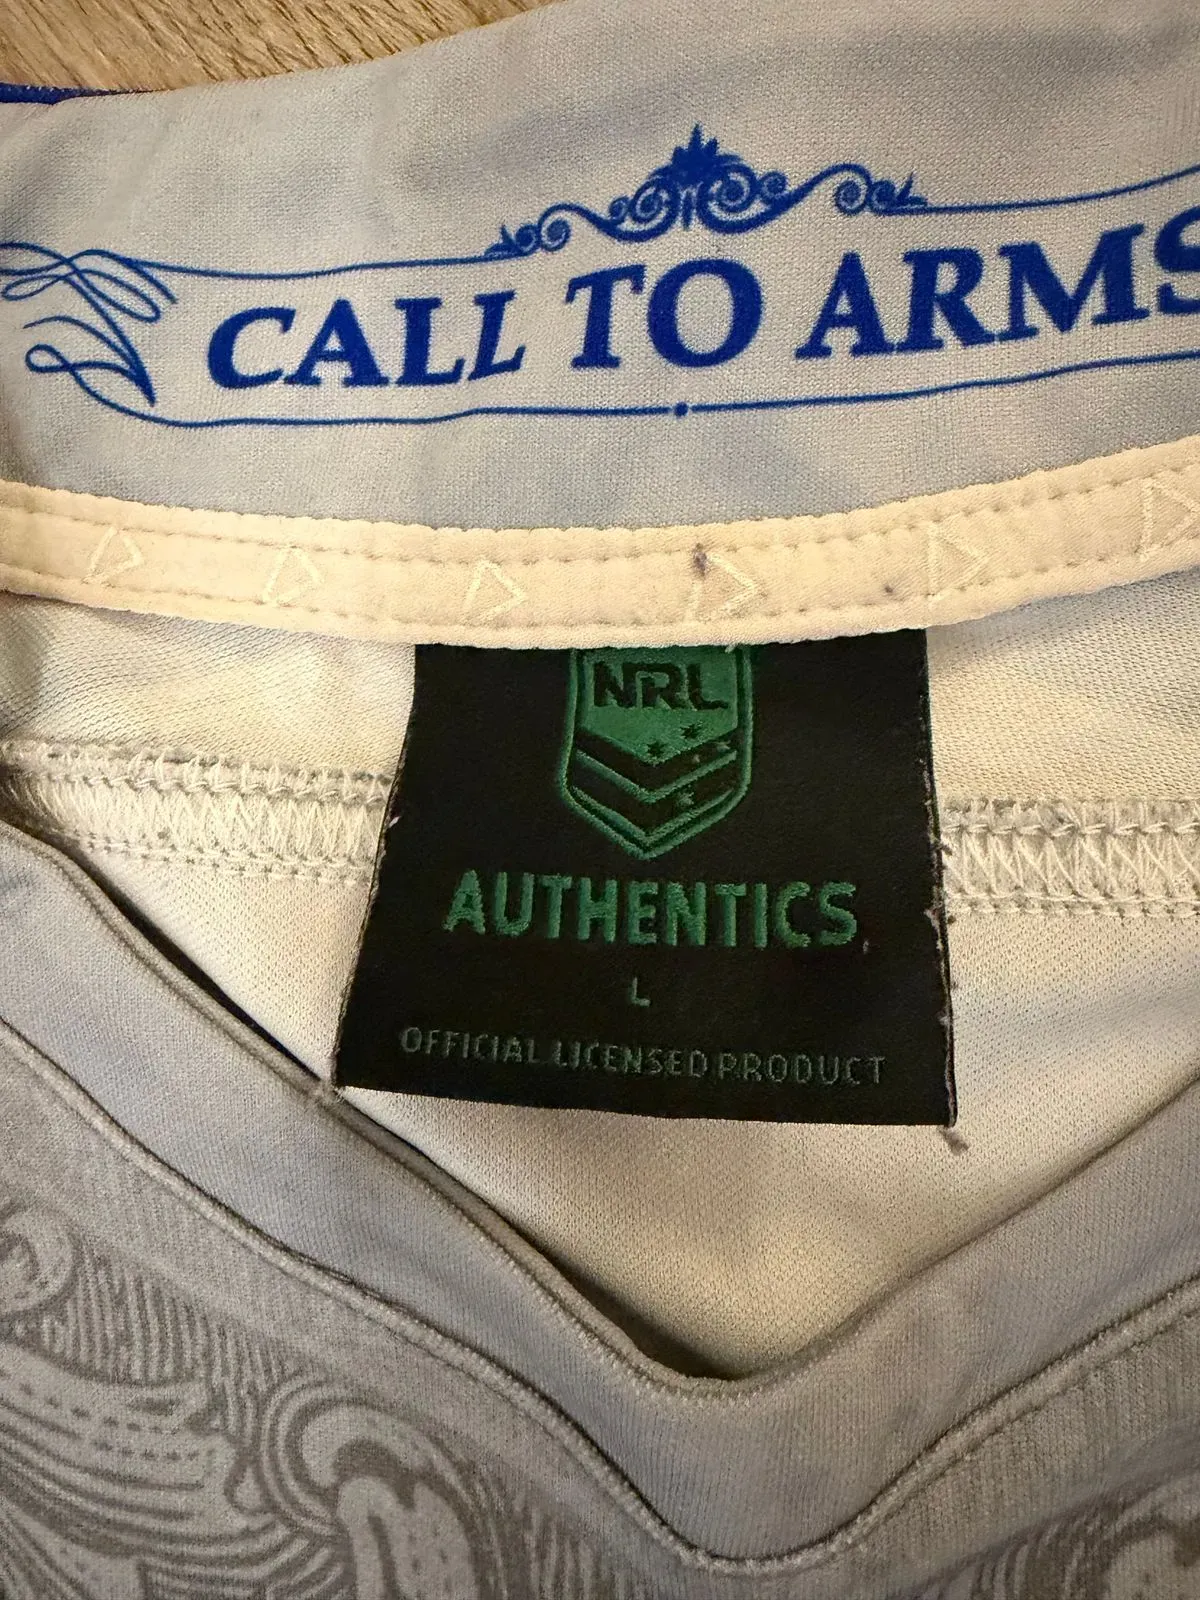 CALL TO ARMS
NRL
AUTHENTICS
L
OFFICIAL LICENSED PRODUCT